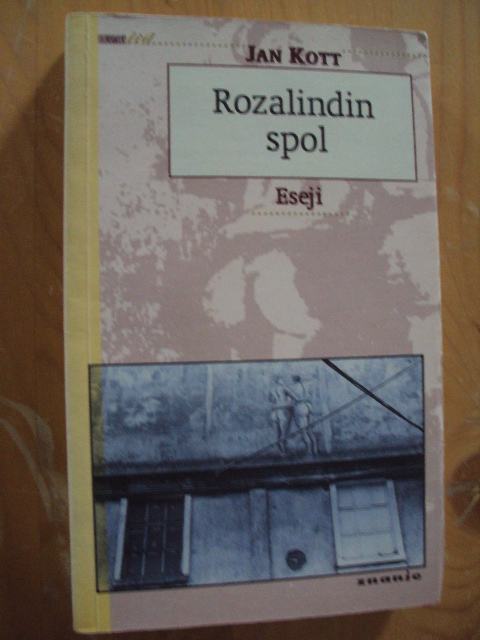 JAN KOTT
Rozalindin
spol
Eseji
znanje